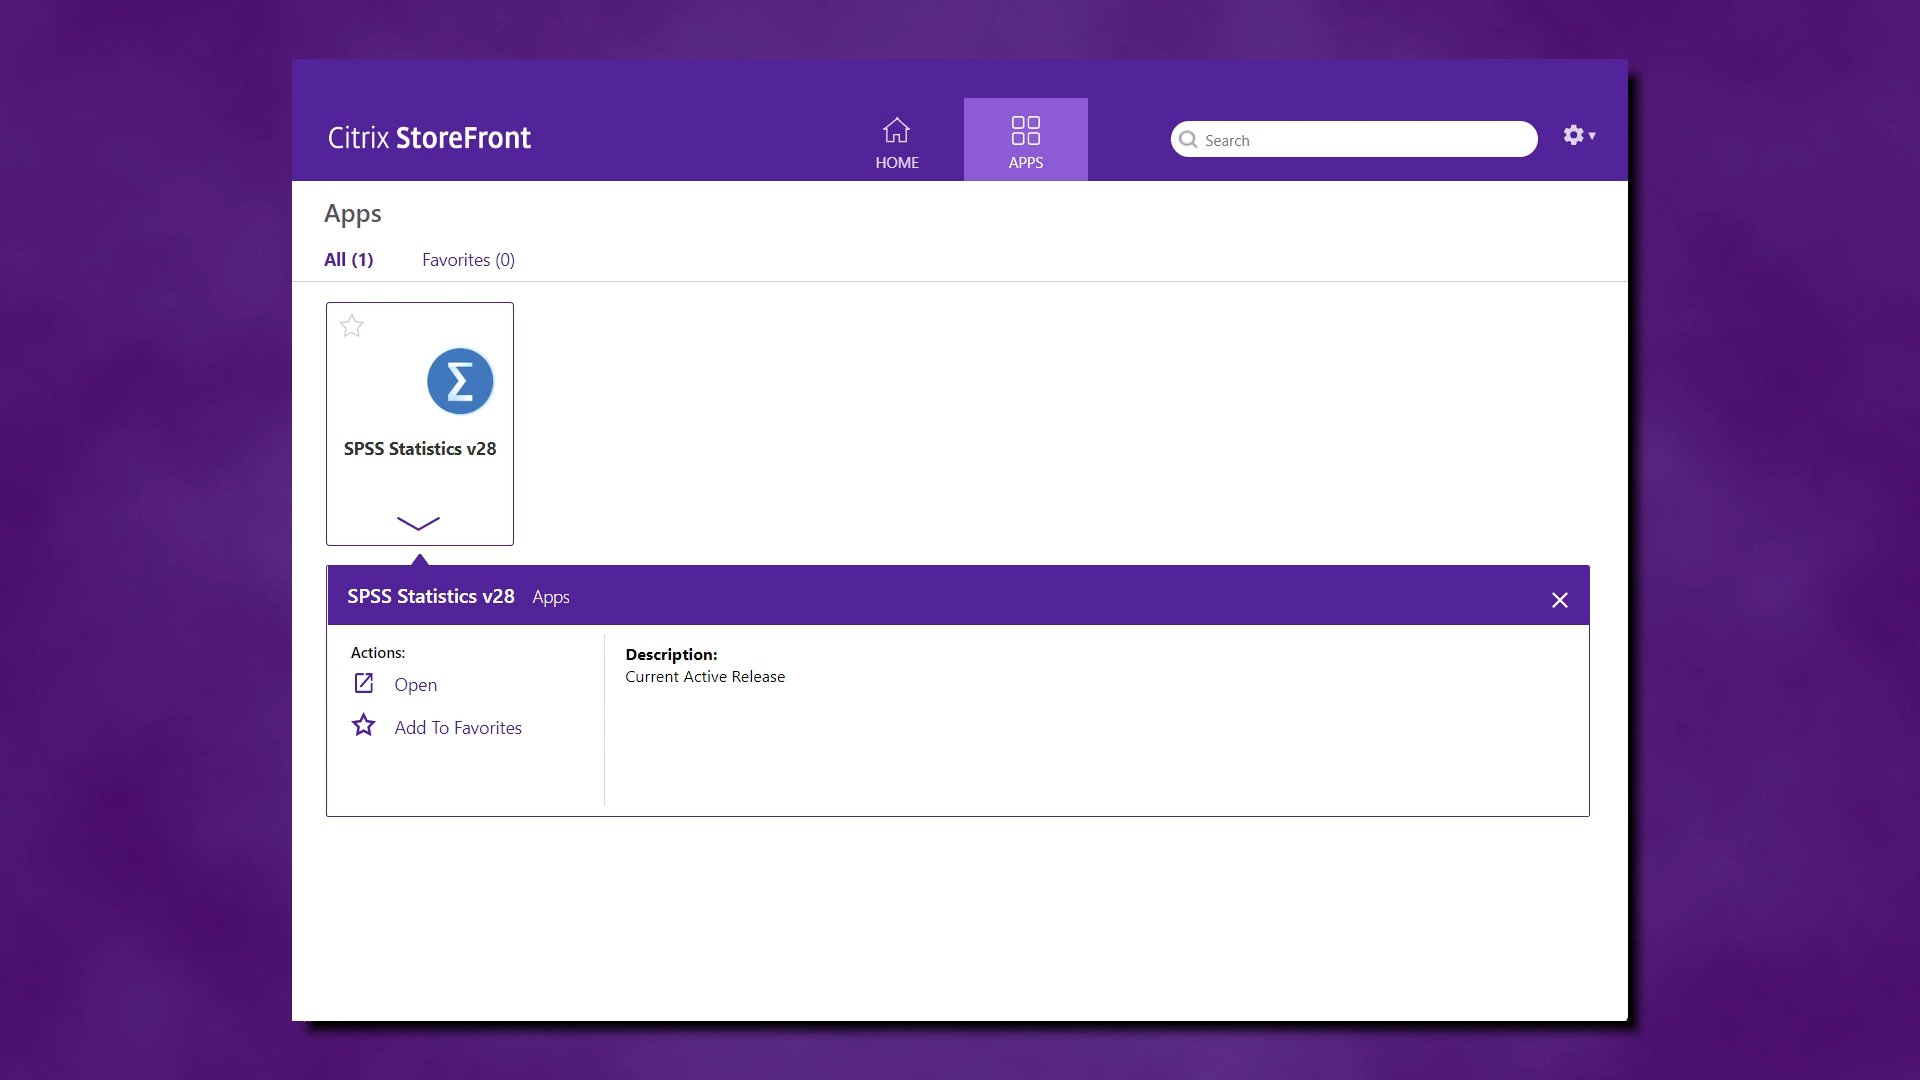 Citrix StoreFront
HOME
APPS
Search
Apps
All (1)
Favorites (0)
SPSS Statistics v28
SPSS Statistics v28 Apps
Actions:
Open
Add To Favorites
Description:
Current Active Release